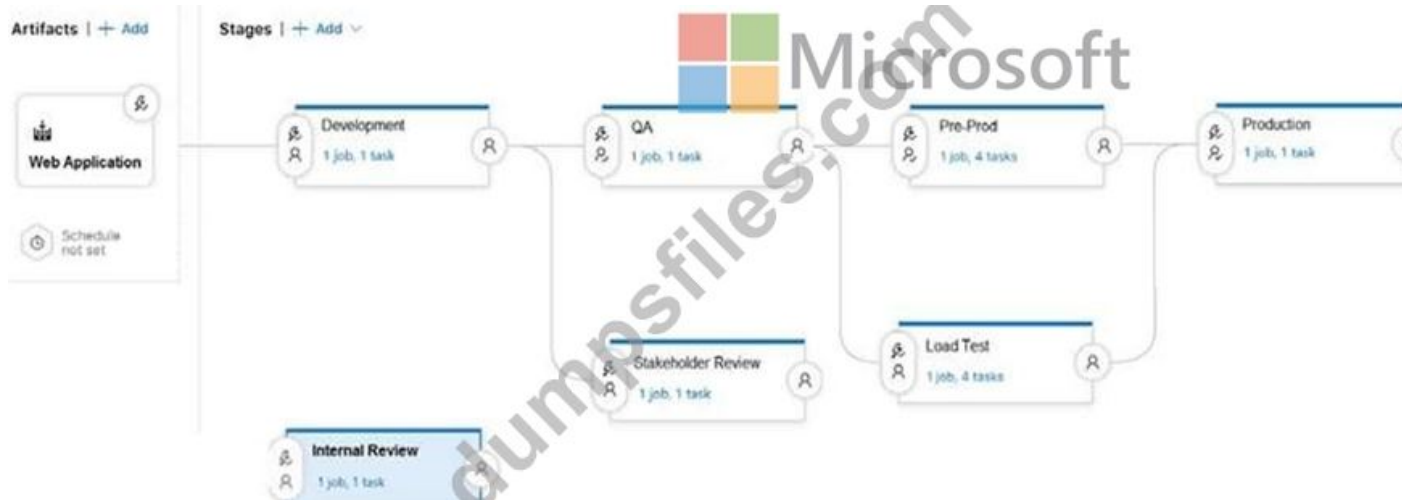 Artifacts | + Add
Stages | + Add
Microsoft
Web Application
Schedule
not set
Development
1 job, 1 task
QA
1 job, 1 task
Pre-Prod
1 job, 4 tasks
Production
1 job, 1 task
Stakeholder Review
1 job, 1 task
Load Test
1 job, 4 tasks
Internal Review
1 job, 1 task
dumpsfiles.com